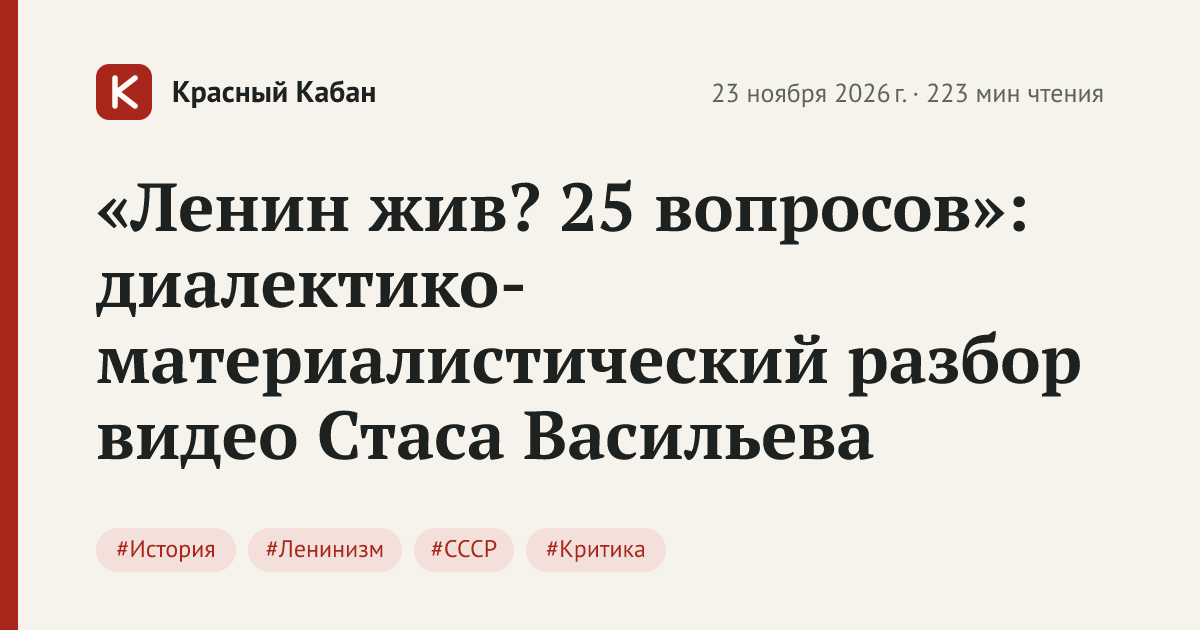 К
Красный Кабан
23 ноября 2026 г. · 223 мин чтения
«Ленин жив? 25 вопросов»:
диалектико-
материалистический разбор
видео Стаса Васильева
#История #Ленинизм #СССР #Критика